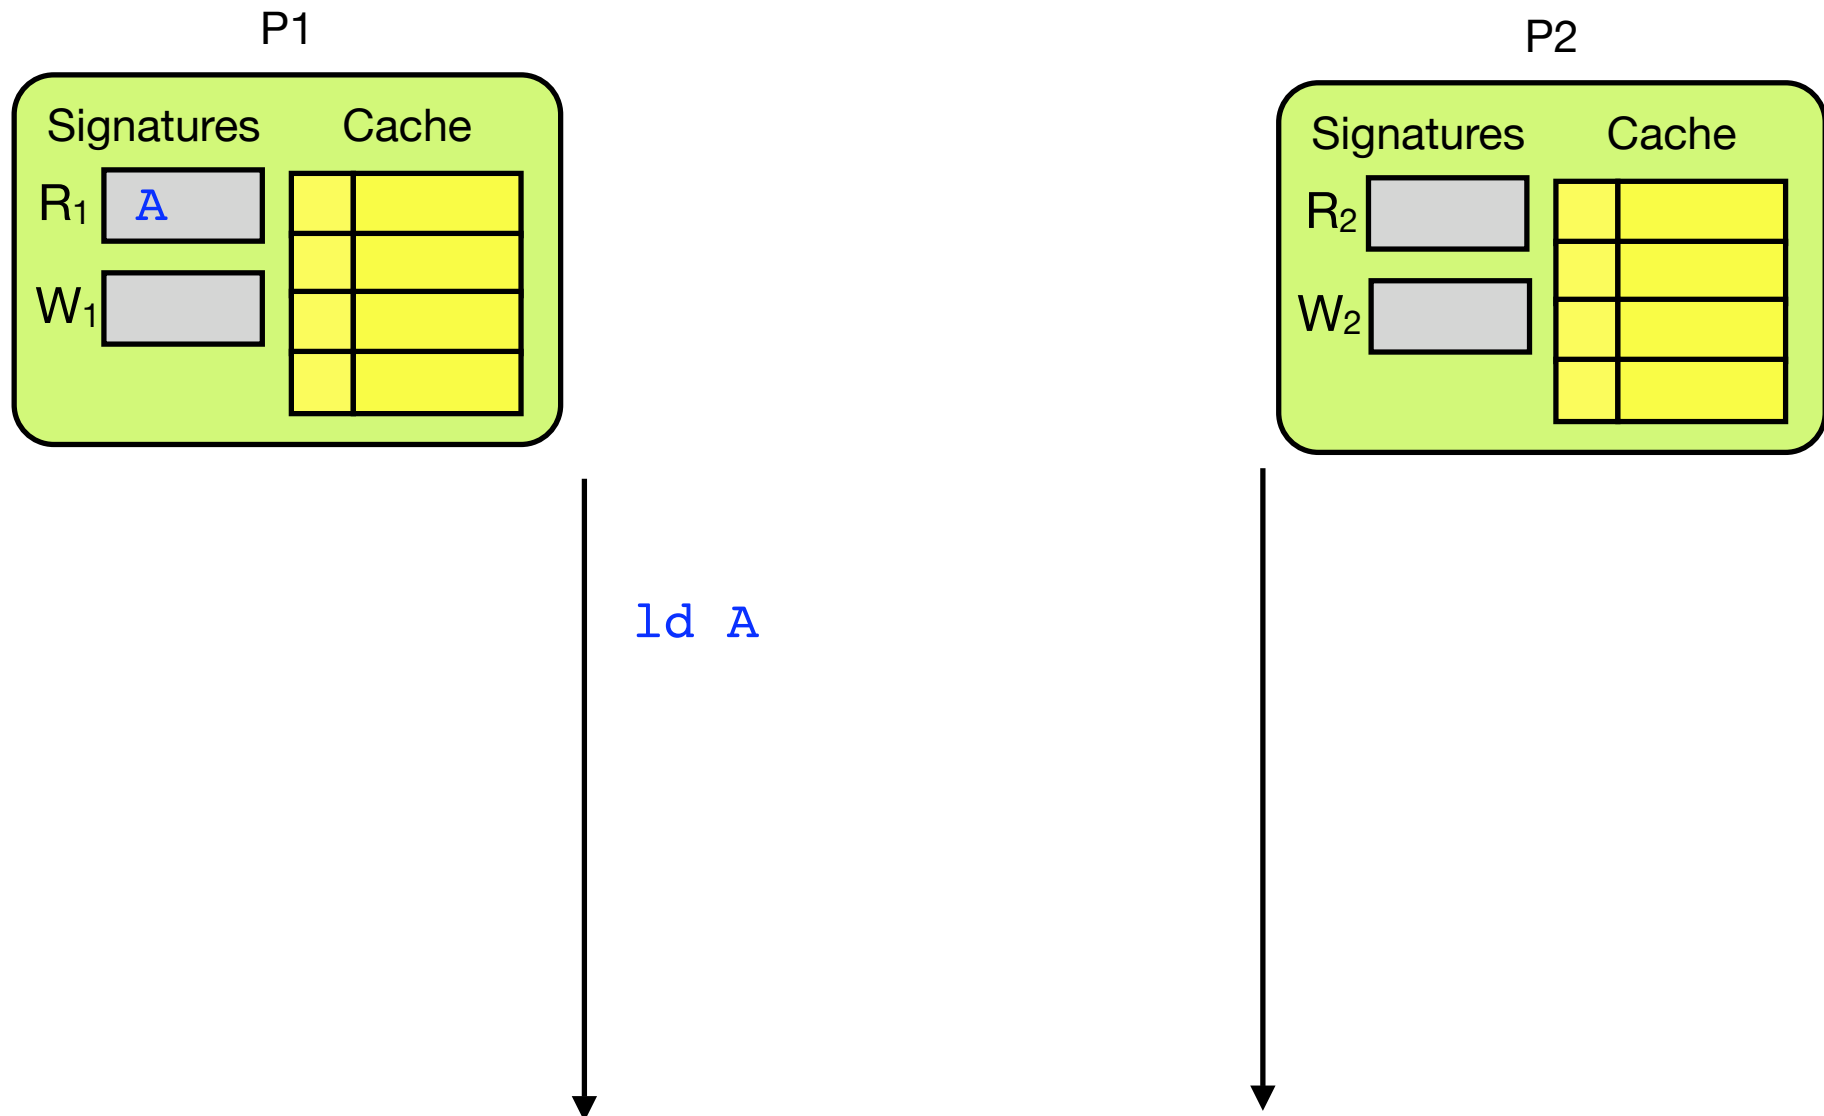 P1
Signatures Cache
R₁ A
W₁
ld A
P2
Signatures Cache
R₂
W₂